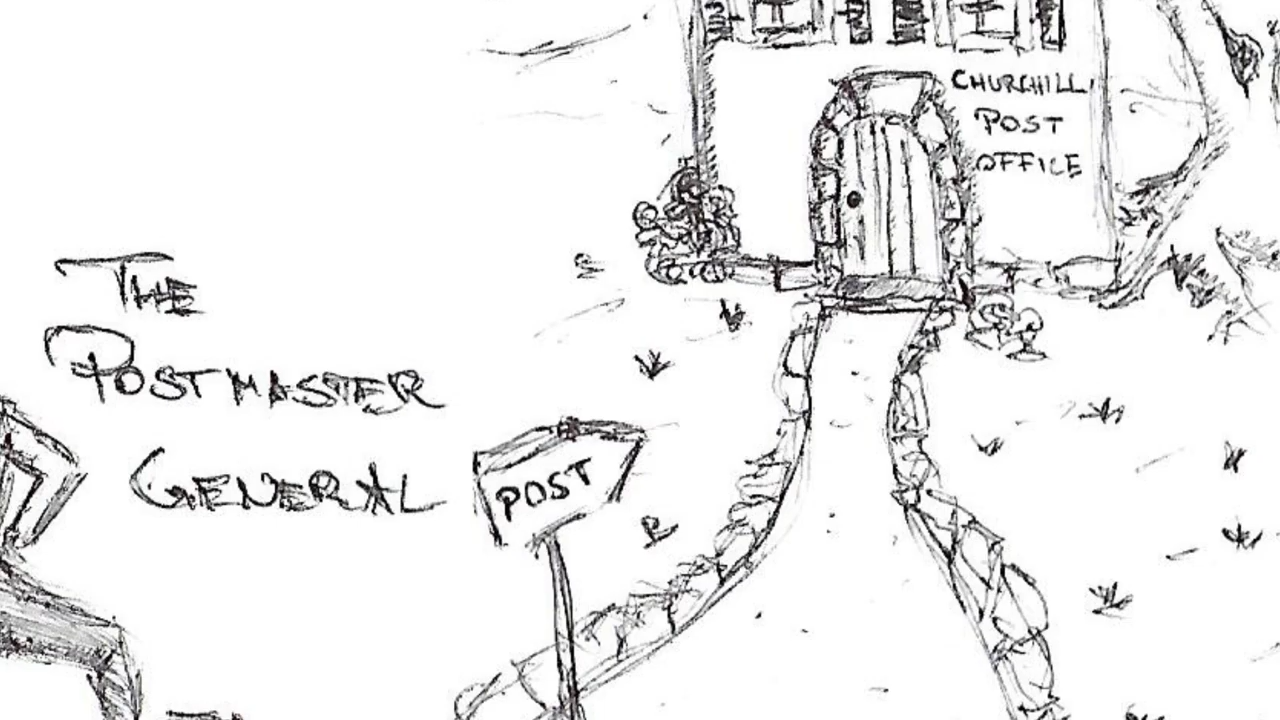 CHURCHILL
POST
OFFICE
THE
POSTMASTER
GENERAL
POST